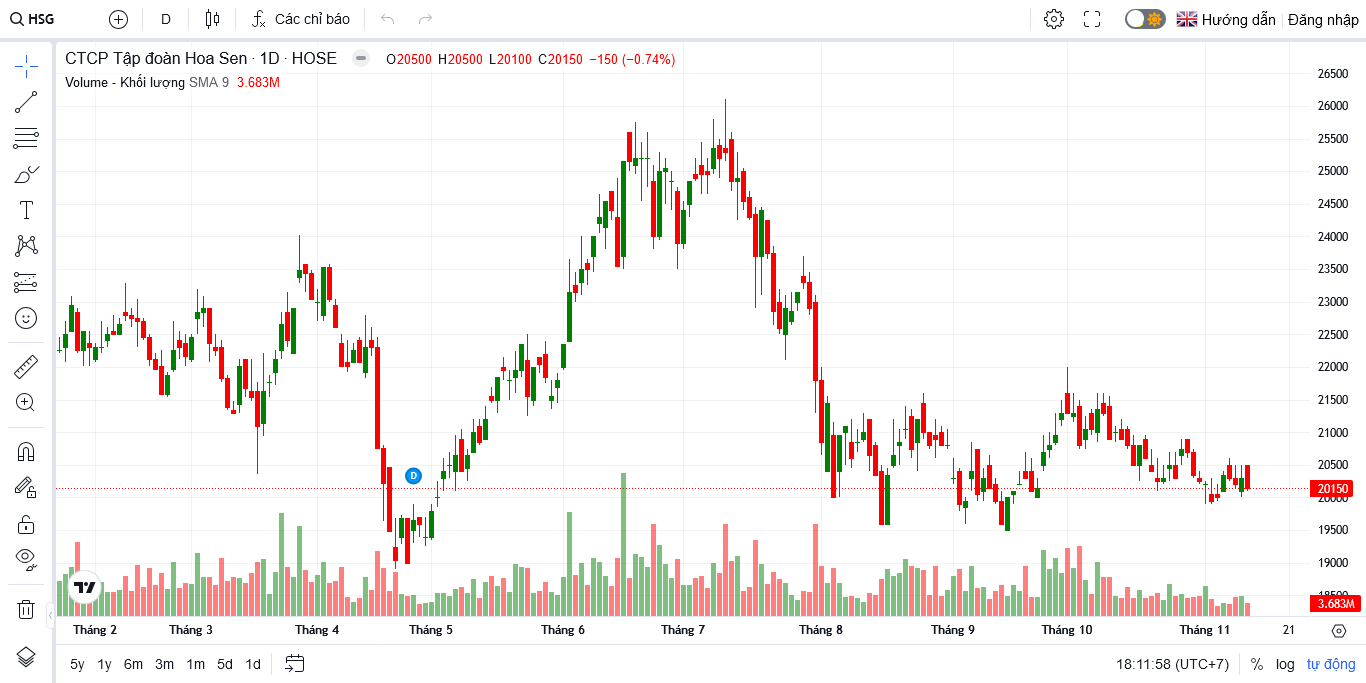 HSG D Các chỉ báo Hướng dẫn Đăng nhập
CTCP Tập đoàn Hoa Sen · 1D · HOSE O20500 H20500 L20100 C20150 −150 (−0.74%)
Volume - Khối lượng SMA 9 3.683M
26500
26000
25500
25000
24500
24000
23500
23000
22500
22000
21500
21000
20500
D
20150
20000
19500
19000
18500
3.683M
Tháng 2 Tháng 3 Tháng 4 Tháng 5 Tháng 6 Tháng 7 Tháng 8 Tháng 9 Tháng 10 Tháng 11 21
5y 1y 6m 3m 1m 5d 1d 18:11:58 (UTC+7) % log tự động